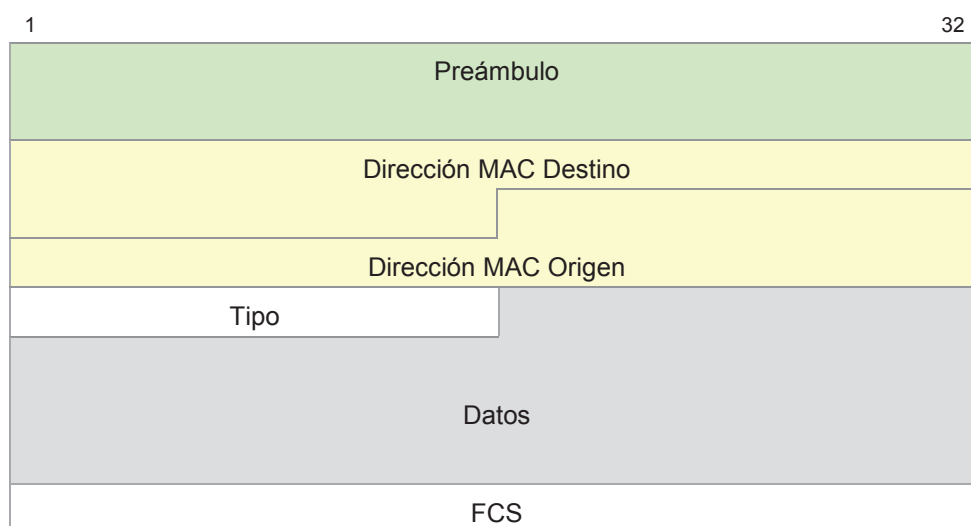 1 32
Preámbulo
Dirección MAC Destino
Dirección MAC Origen
Tipo
Datos
FCS